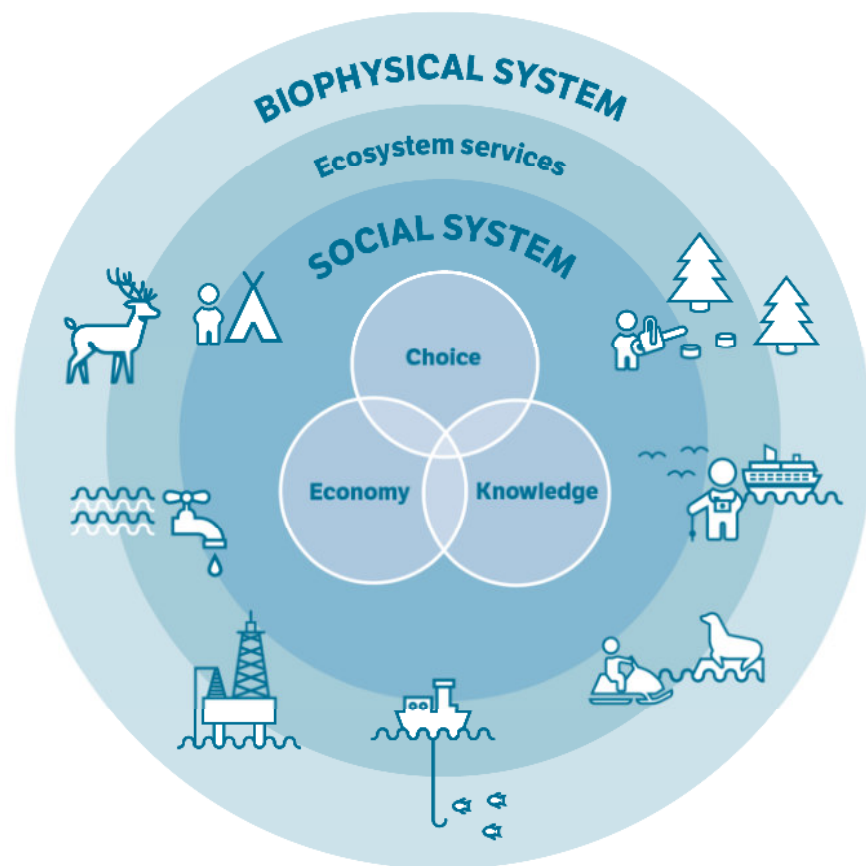 BIOPHYSICAL SYSTEM
Ecosystem services
SOCIAL SYSTEM
Choice
Economy
Knowledge